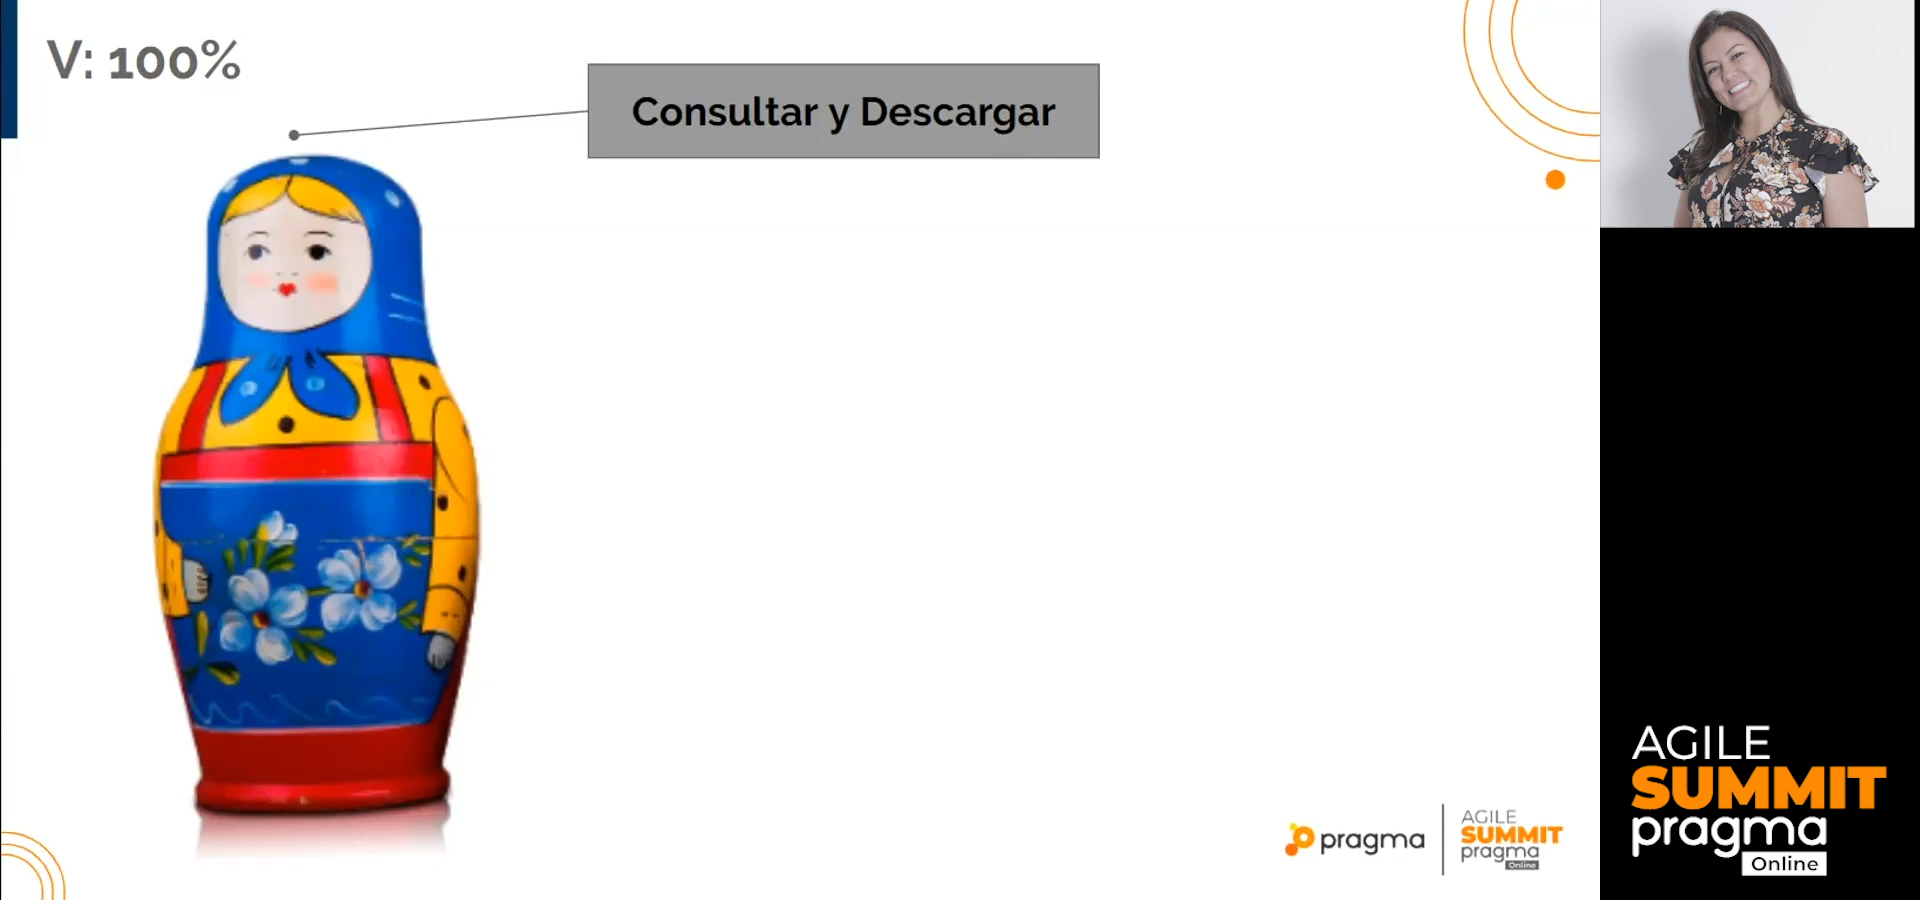 V: 100%
Consultar y Descargar
pragma
AGILE
SUMMIT
pragma
Online
AGILE
SUMMIT
pragma
Online